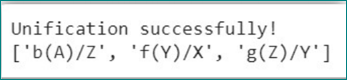 Unification successfully!
['b(A)/Z', 'f(Y)/X', 'g(Z)/Y']